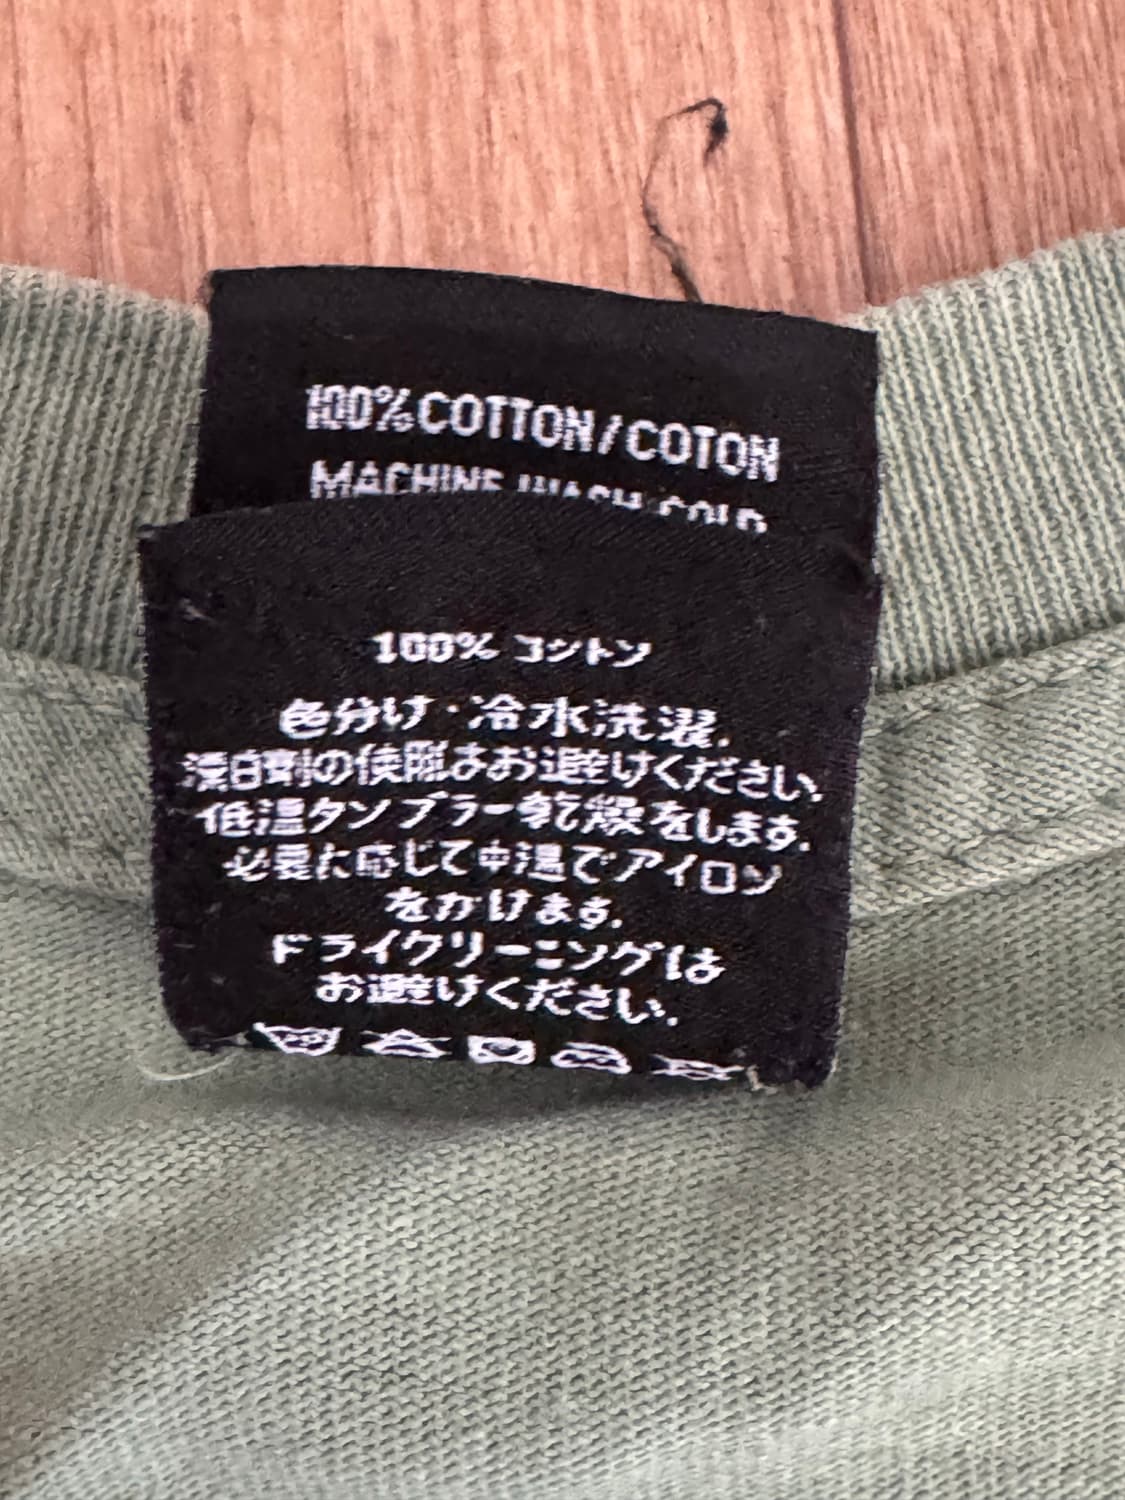 100%COTTON/COTON
MACHINE WASH COLD
100% コットン
色分け・冷水洗濯.
漂白剤の使用はお避けください.
低温タンブラー乾燥をします.
必要に応じて中温でアイロン
をかけます.
ドライクリーニングは
お避けください.